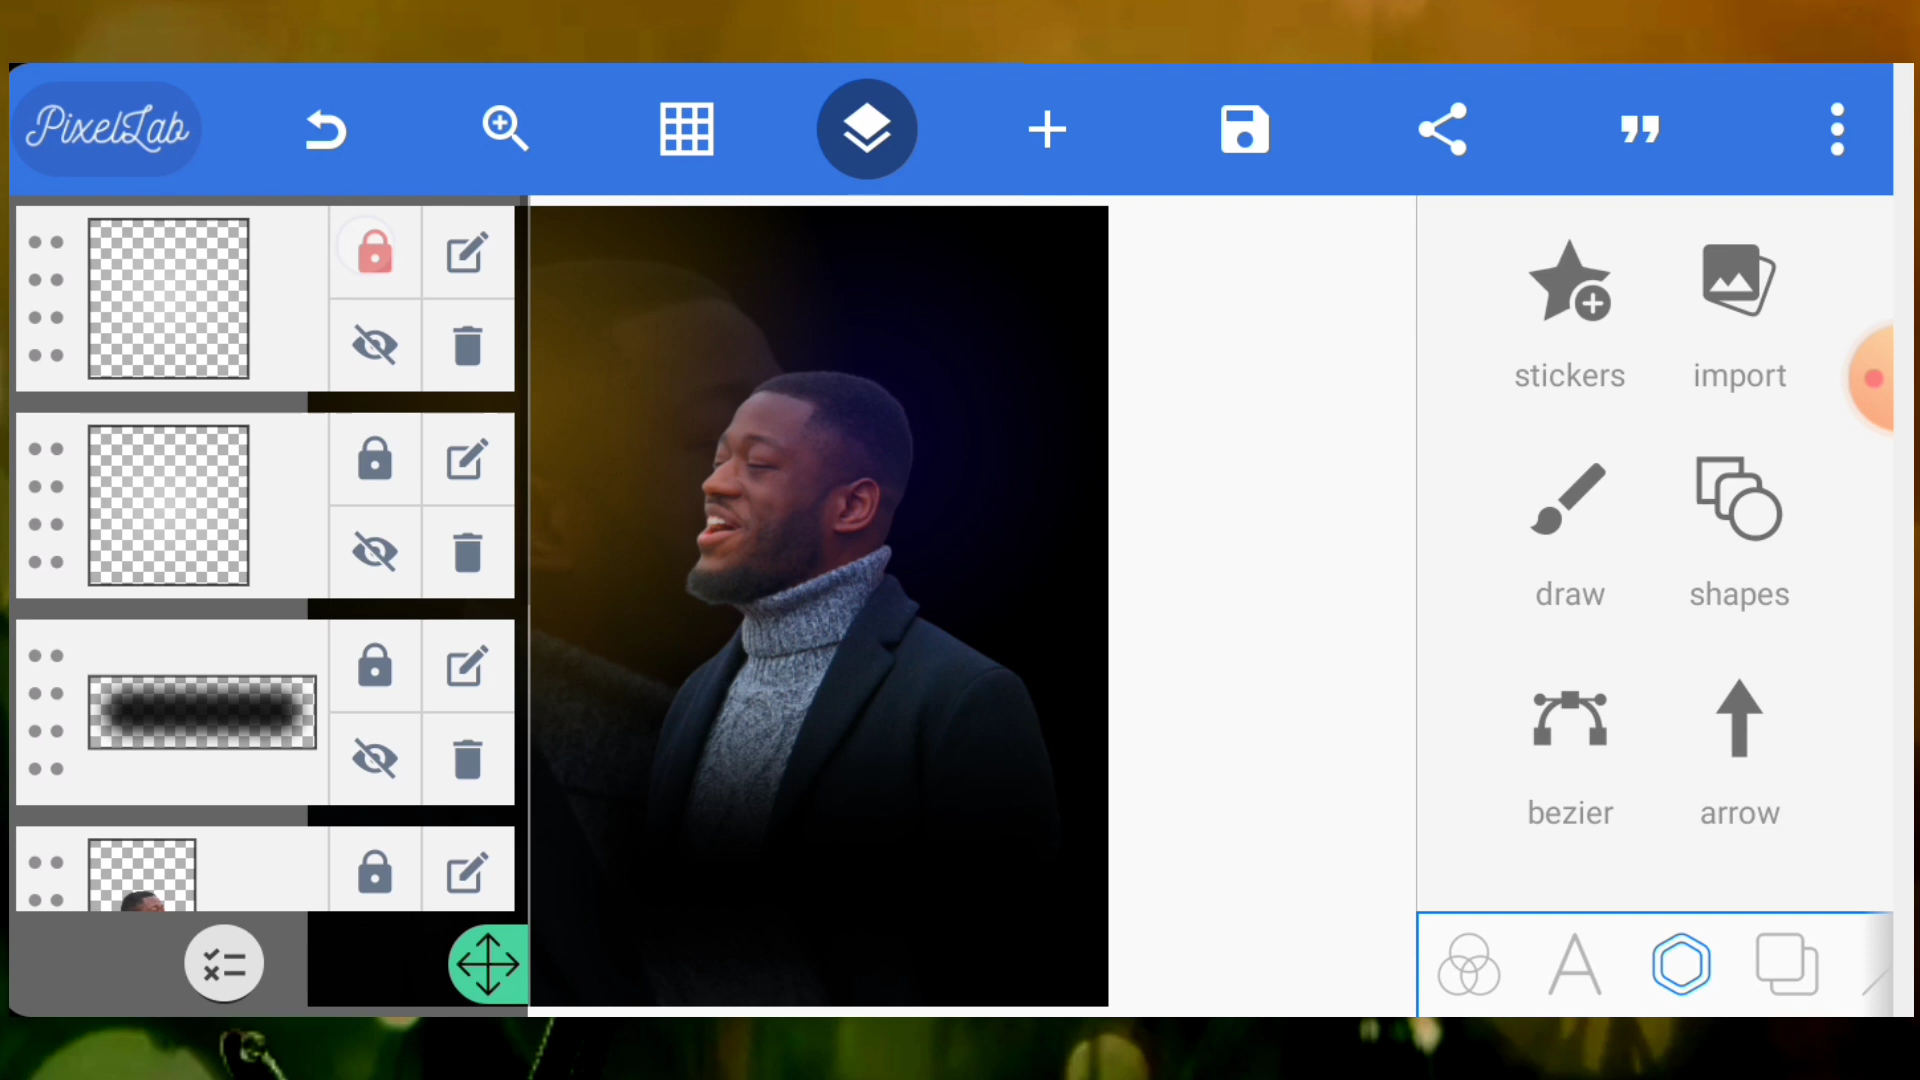 PixelLab
stickers
import
draw
shapes
bezier
arrow